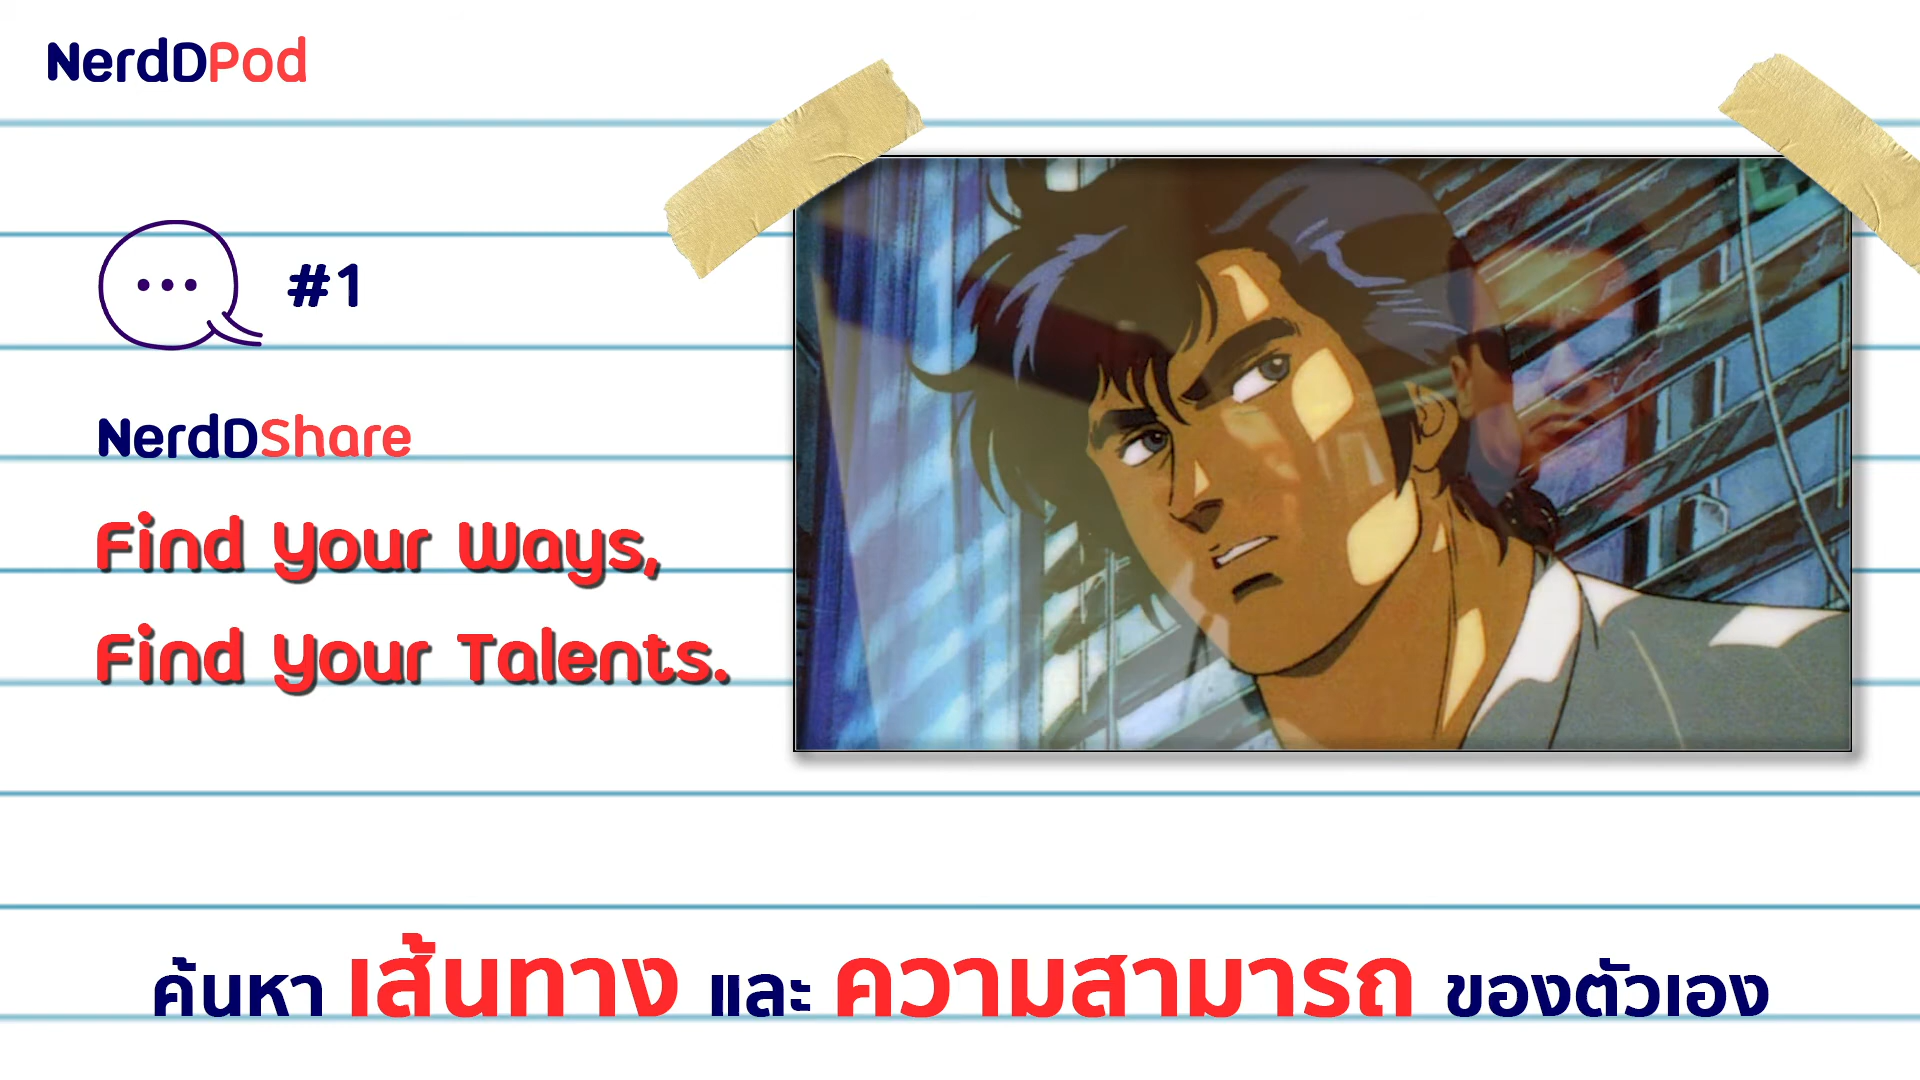 NerdDPod
#1
NerdDShare
Find Your Ways,
Find Your Talents.
ค้นหา เส้นทาง และ ความสามารถ ของตัวเอง